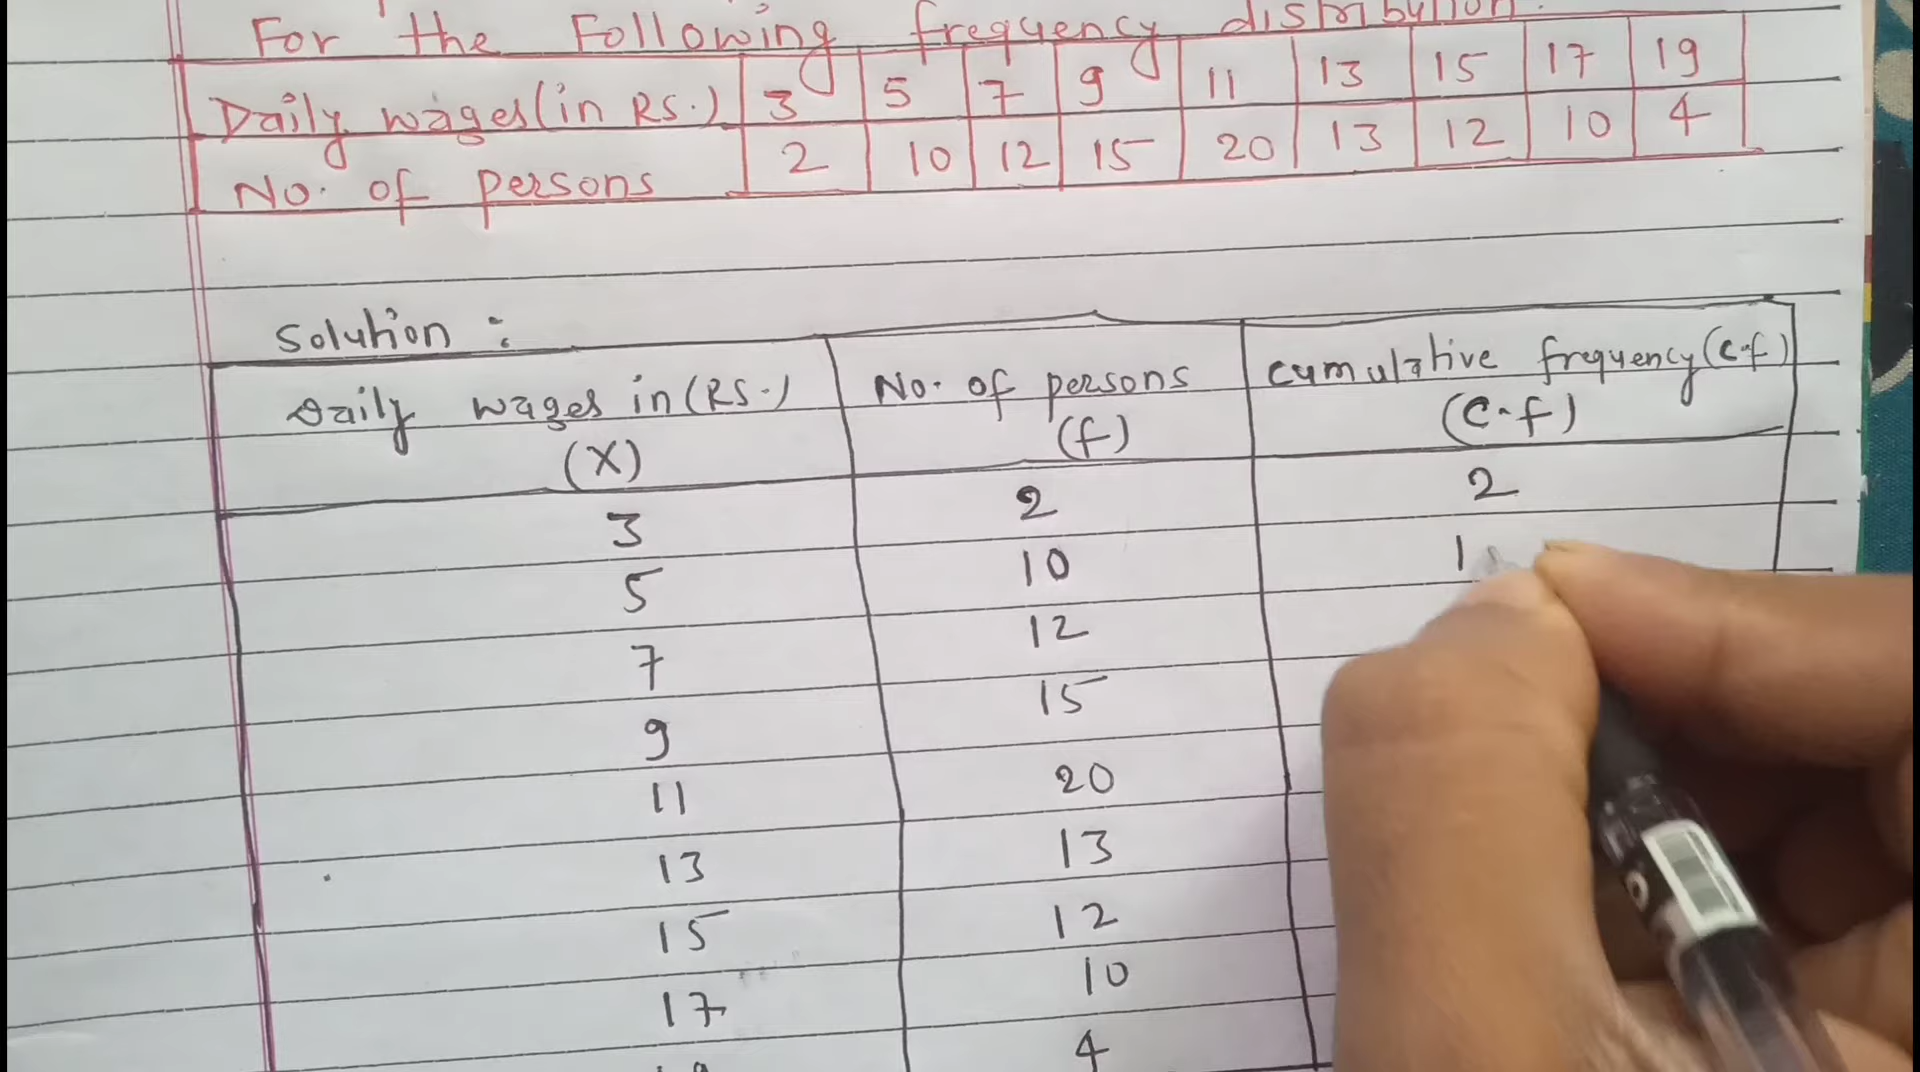 For the Following frequency distribution.
Daily wages (in RS.) 3 5 7 9 11 13 15 17 19
No. of persons 2 10 12 15 20 13 12 10 4
Solution :
Daily wages in (RS.) No. of persons cumulative frequency (c.f)
(X) (f) (c.f)
3 2 2
5 10 1
7 12
9 15
11 20
13 13
15 12
17 10
4